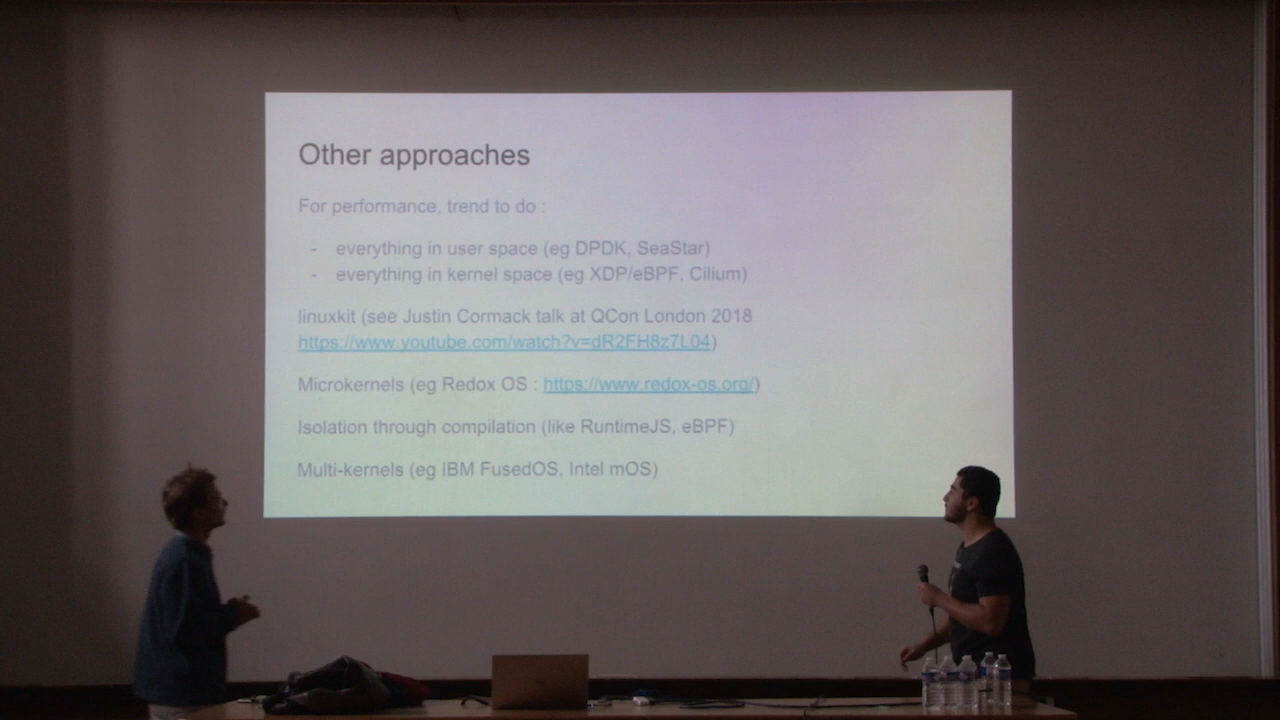 Other approaches
For performance, trend to do :
- everything in user space (eg DPDK, SeaStar)
- everything in kernel space (eg XDP/eBPF, Cilium)
linuxkit (see Justin Cormack talk at QCon London 2018
https://www.youtube.com/watch?v=dR2FH8z7L04)
Microkernels (eg Redox OS : https://www.redox-os.org/)
Isolation through compilation (like RuntimeJS, eBPF)
Multi-kernels (eg IBM FusedOS, Intel mOS)